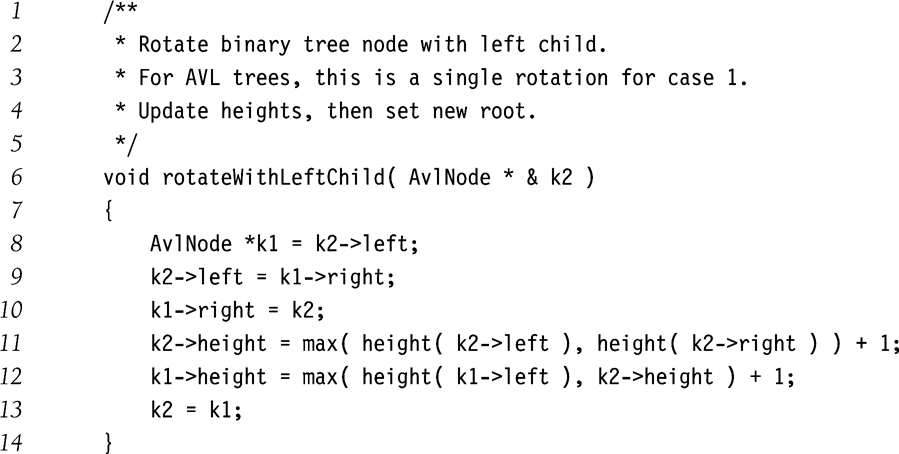 1 /**
2 * Rotate binary tree node with left child.
3 * For AVL trees, this is a single rotation for case 1.
4 * Update heights, then set new root.
5 */
6 void rotateWithLeftChild( AvlNode * & k2 )
7 {
8 AvlNode *k1 = k2->left;
9 k2->left = k1->right;
10 k1->right = k2;
11 k2->height = max( height( k2->left ), height( k2->right ) ) + 1;
12 k1->height = max( height( k1->left ), k2->height ) + 1;
13 k2 = k1;
14 }